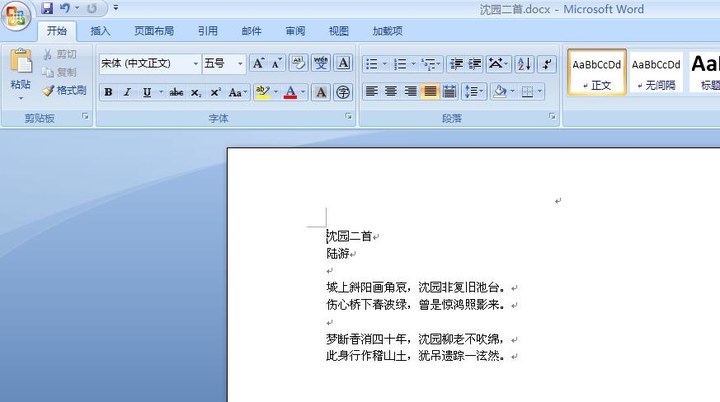 沈园二首.docx - Microsoft Word
开始 插入 页面布局 引用 邮件 审阅 视图 加载项
粘贴
剪切
复制
格式刷
剪贴板
宋体 (中文正文) 五号
B I U abc x₂ x² Aa
字体
段落
AaBbCcDd AaBbCcDd AaB
正文 无间隔 标题
沈园二首
陆游
城上斜阳画角哀，沈园非复旧池台。
伤心桥下春波绿，曾是惊鸿照影来。
梦断香消四十年，沈园柳老不吹绵，
此身行作稽山土，犹吊遗踪一泫然。